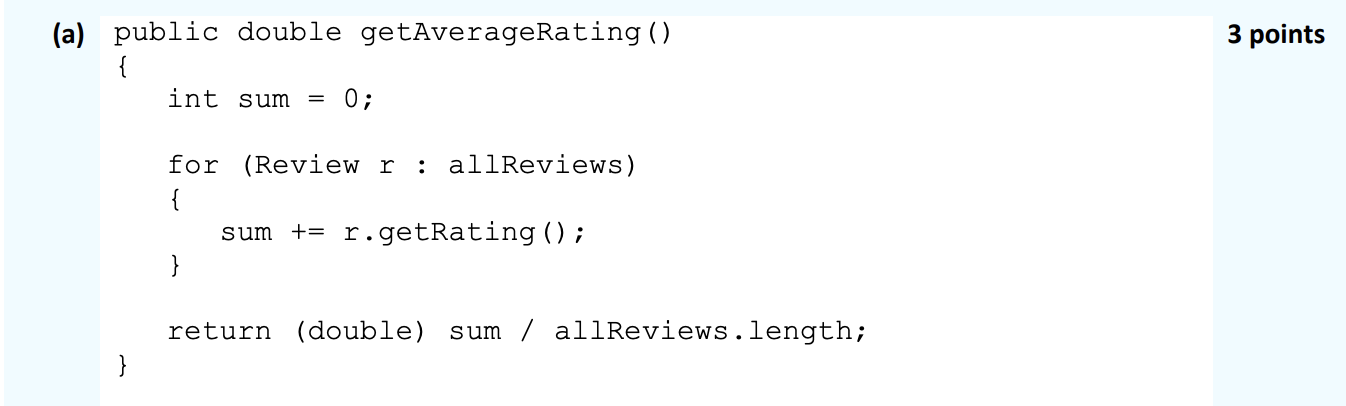 (a) public double getAverageRating() 3 points
{
int sum = 0;
for (Review r : allReviews)
{
sum += r.getRating();
}
return (double) sum / allReviews.length;
}